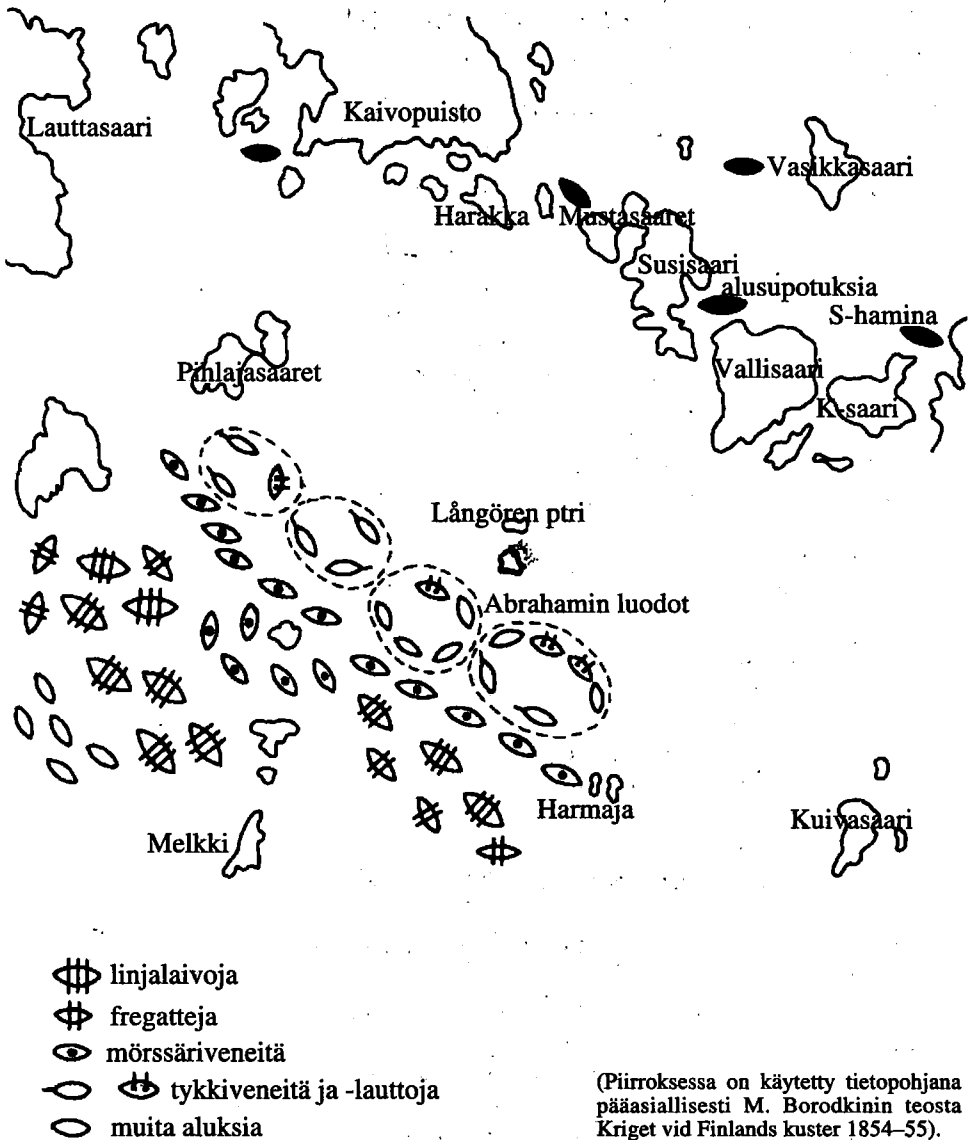 Lauttasaari
Kaivopuisto
Vasikkasaari
Harakka
Mustasaaret
Susisaari
alusupotuksia
S-hamina
Pihlajasaaret
Vallisaari
K-saari
Långören ptri
Abrahamin luodot
Harmaja
Kuivasaari
Melkki
linjalaivoja
fregatteja
mörssäriveneitä
tykkiveneitä ja -lauttoja
muita aluksia
(Piirroksessa on käytetty tietopohjana
pääasiallisesti M. Borodkinin teosta
Kriget vid Finlands kuster 1854–55).